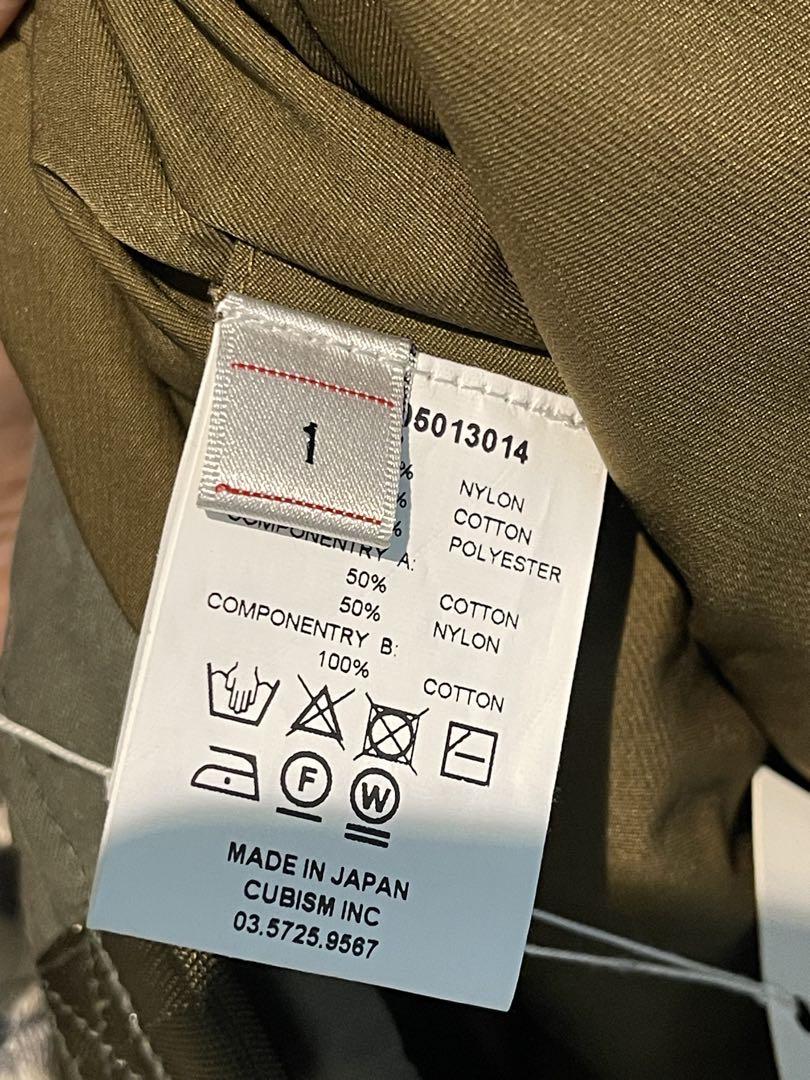 1
05013014
% NYLON
% COTTON
% POLYESTER
COMPONENTRY A:
50% COTTON
50% NYLON
COMPONENTRY B:
100% COTTON
F W
MADE IN JAPAN
CUBISM INC
03.5725.9567